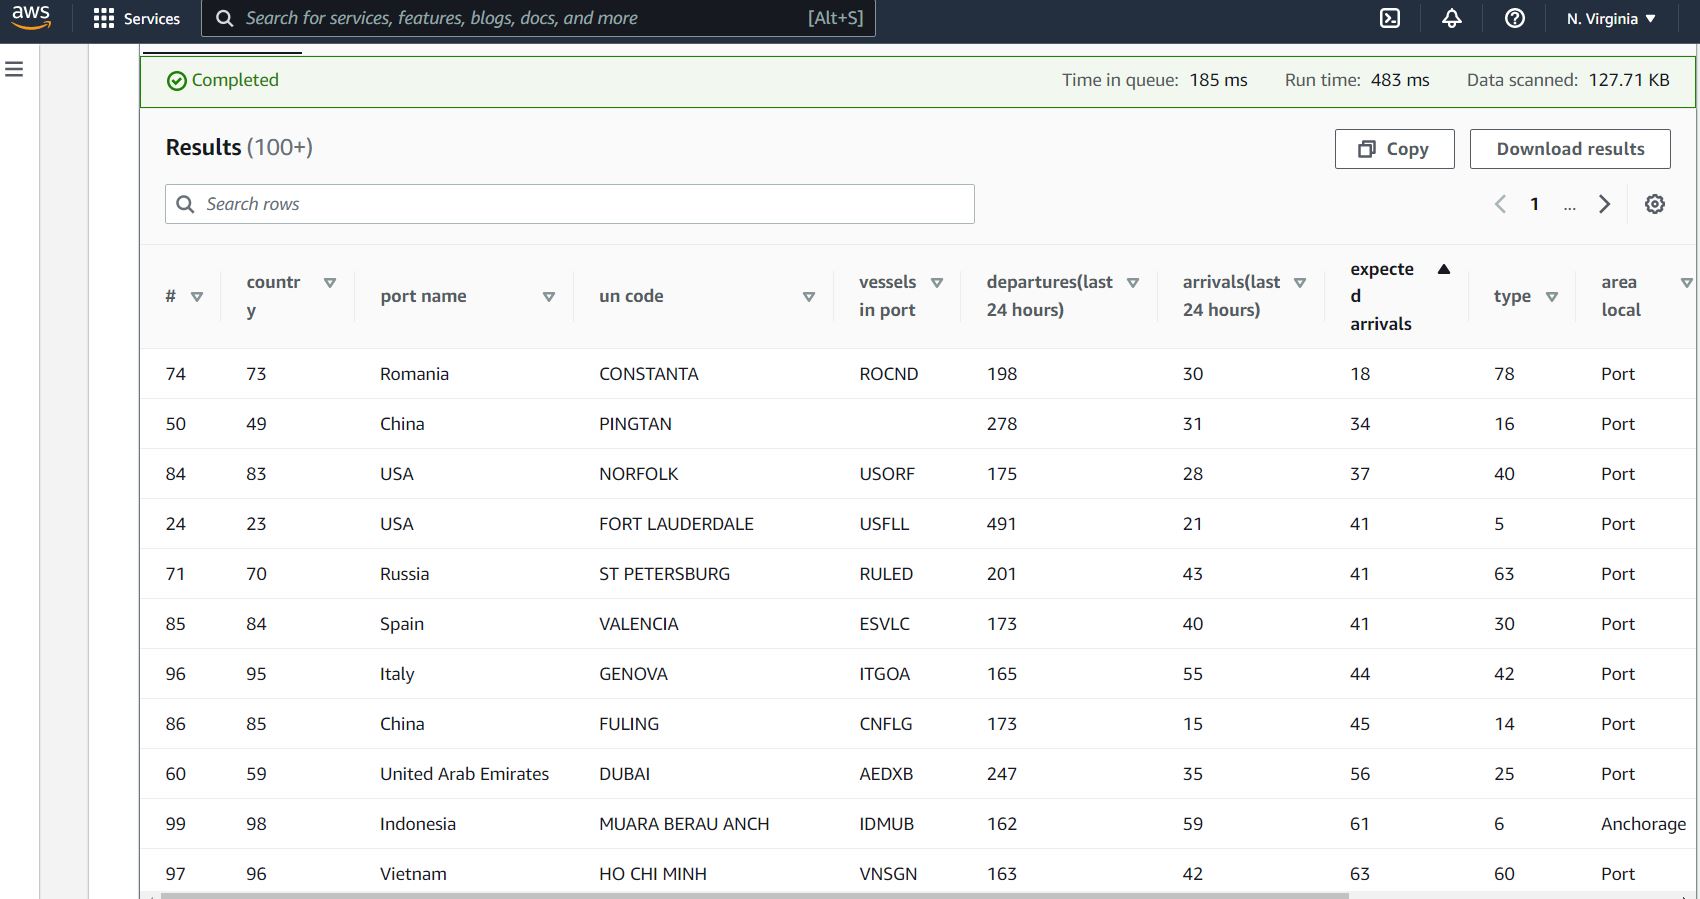 aws Services Search for services, features, blogs, docs, and more [Alt+S] N. Virginia
Completed Time in queue: 185 ms Run time: 483 ms Data scanned: 127.71 KB
Results (100+) Copy Download results
Search rows 1 ...
# countr
y port name un code vessels
in port departures(last
24 hours) arrivals(last
24 hours) expecte
d
arrivals type area
local
74 73 Romania CONSTANTA ROCND 198 30 18 78 Port
50 49 China PINGTAN 278 31 34 16 Port
84 83 USA NORFOLK USORF 175 28 37 40 Port
24 23 USA FORT LAUDERDALE USFLL 491 21 41 5 Port
71 70 Russia ST PETERSBURG RULED 201 43 41 63 Port
85 84 Spain VALENCIA ESVLC 173 40 41 30 Port
96 95 Italy GENOVA ITGOA 165 55 44 42 Port
86 85 China FULING CNFLG 173 15 45 14 Port
60 59 United Arab Emirates DUBAI AEDXB 247 35 56 25 Port
99 98 Indonesia MUARA BERAU ANCH IDMUB 162 59 61 6 Anchorage
97 96 Vietnam HO CHI MINH VNSGN 163 42 63 60 Port